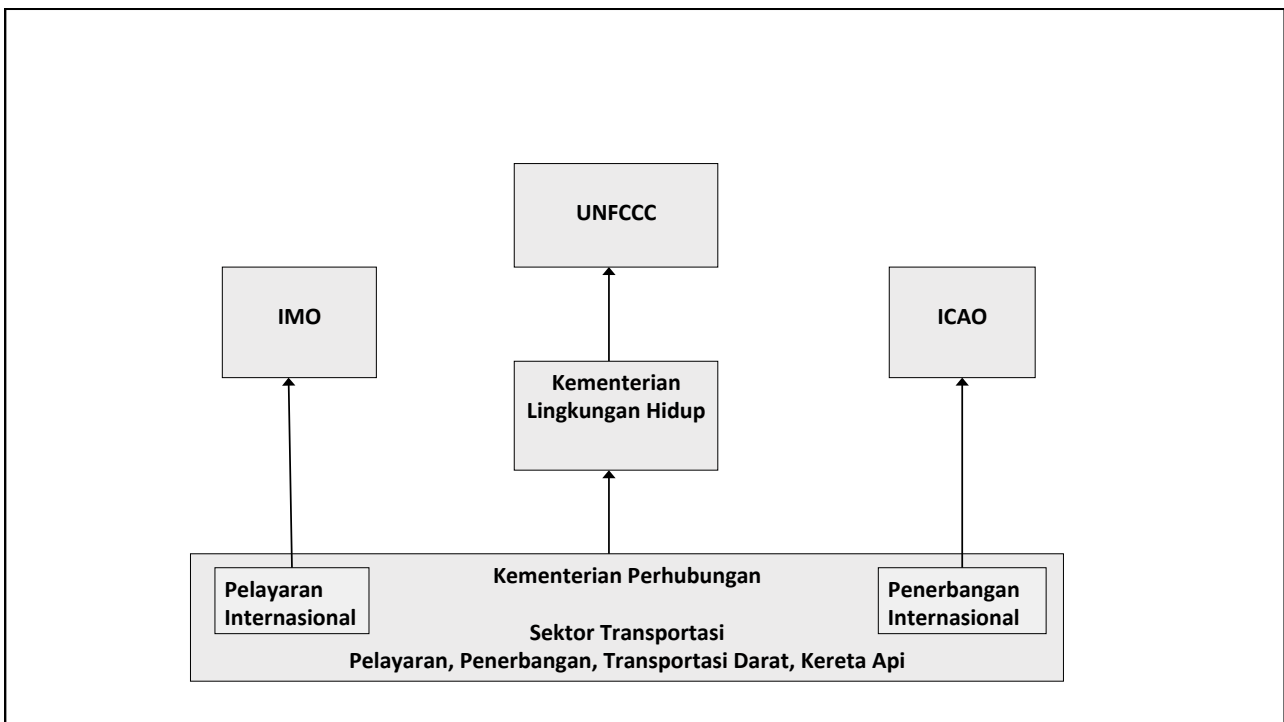 UNFCCC
IMO
ICAO
Kementerian
Lingkungan Hidup
Kementerian Perhubungan
Pelayaran
Internasional
Penerbangan
Internasional
Sektor Transportasi
Pelayaran, Penerbangan, Transportasi Darat, Kereta Api